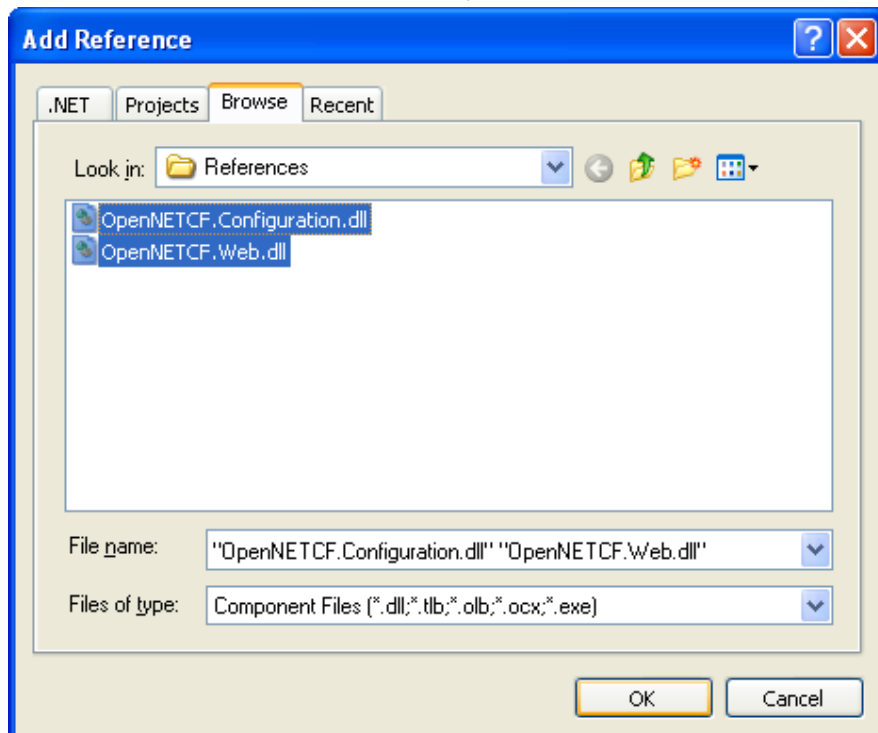 Add Reference
.NET Projects Browse Recent
Look in: References
OpenNETCF.Configuration.dll
OpenNETCF.Web.dll
File name: "OpenNETCF.Configuration.dll" "OpenNETCF.Web.dll"
Files of type: Component Files (*.dll;*.tlb;*.olb;*.ocx;*.exe)
OK Cancel